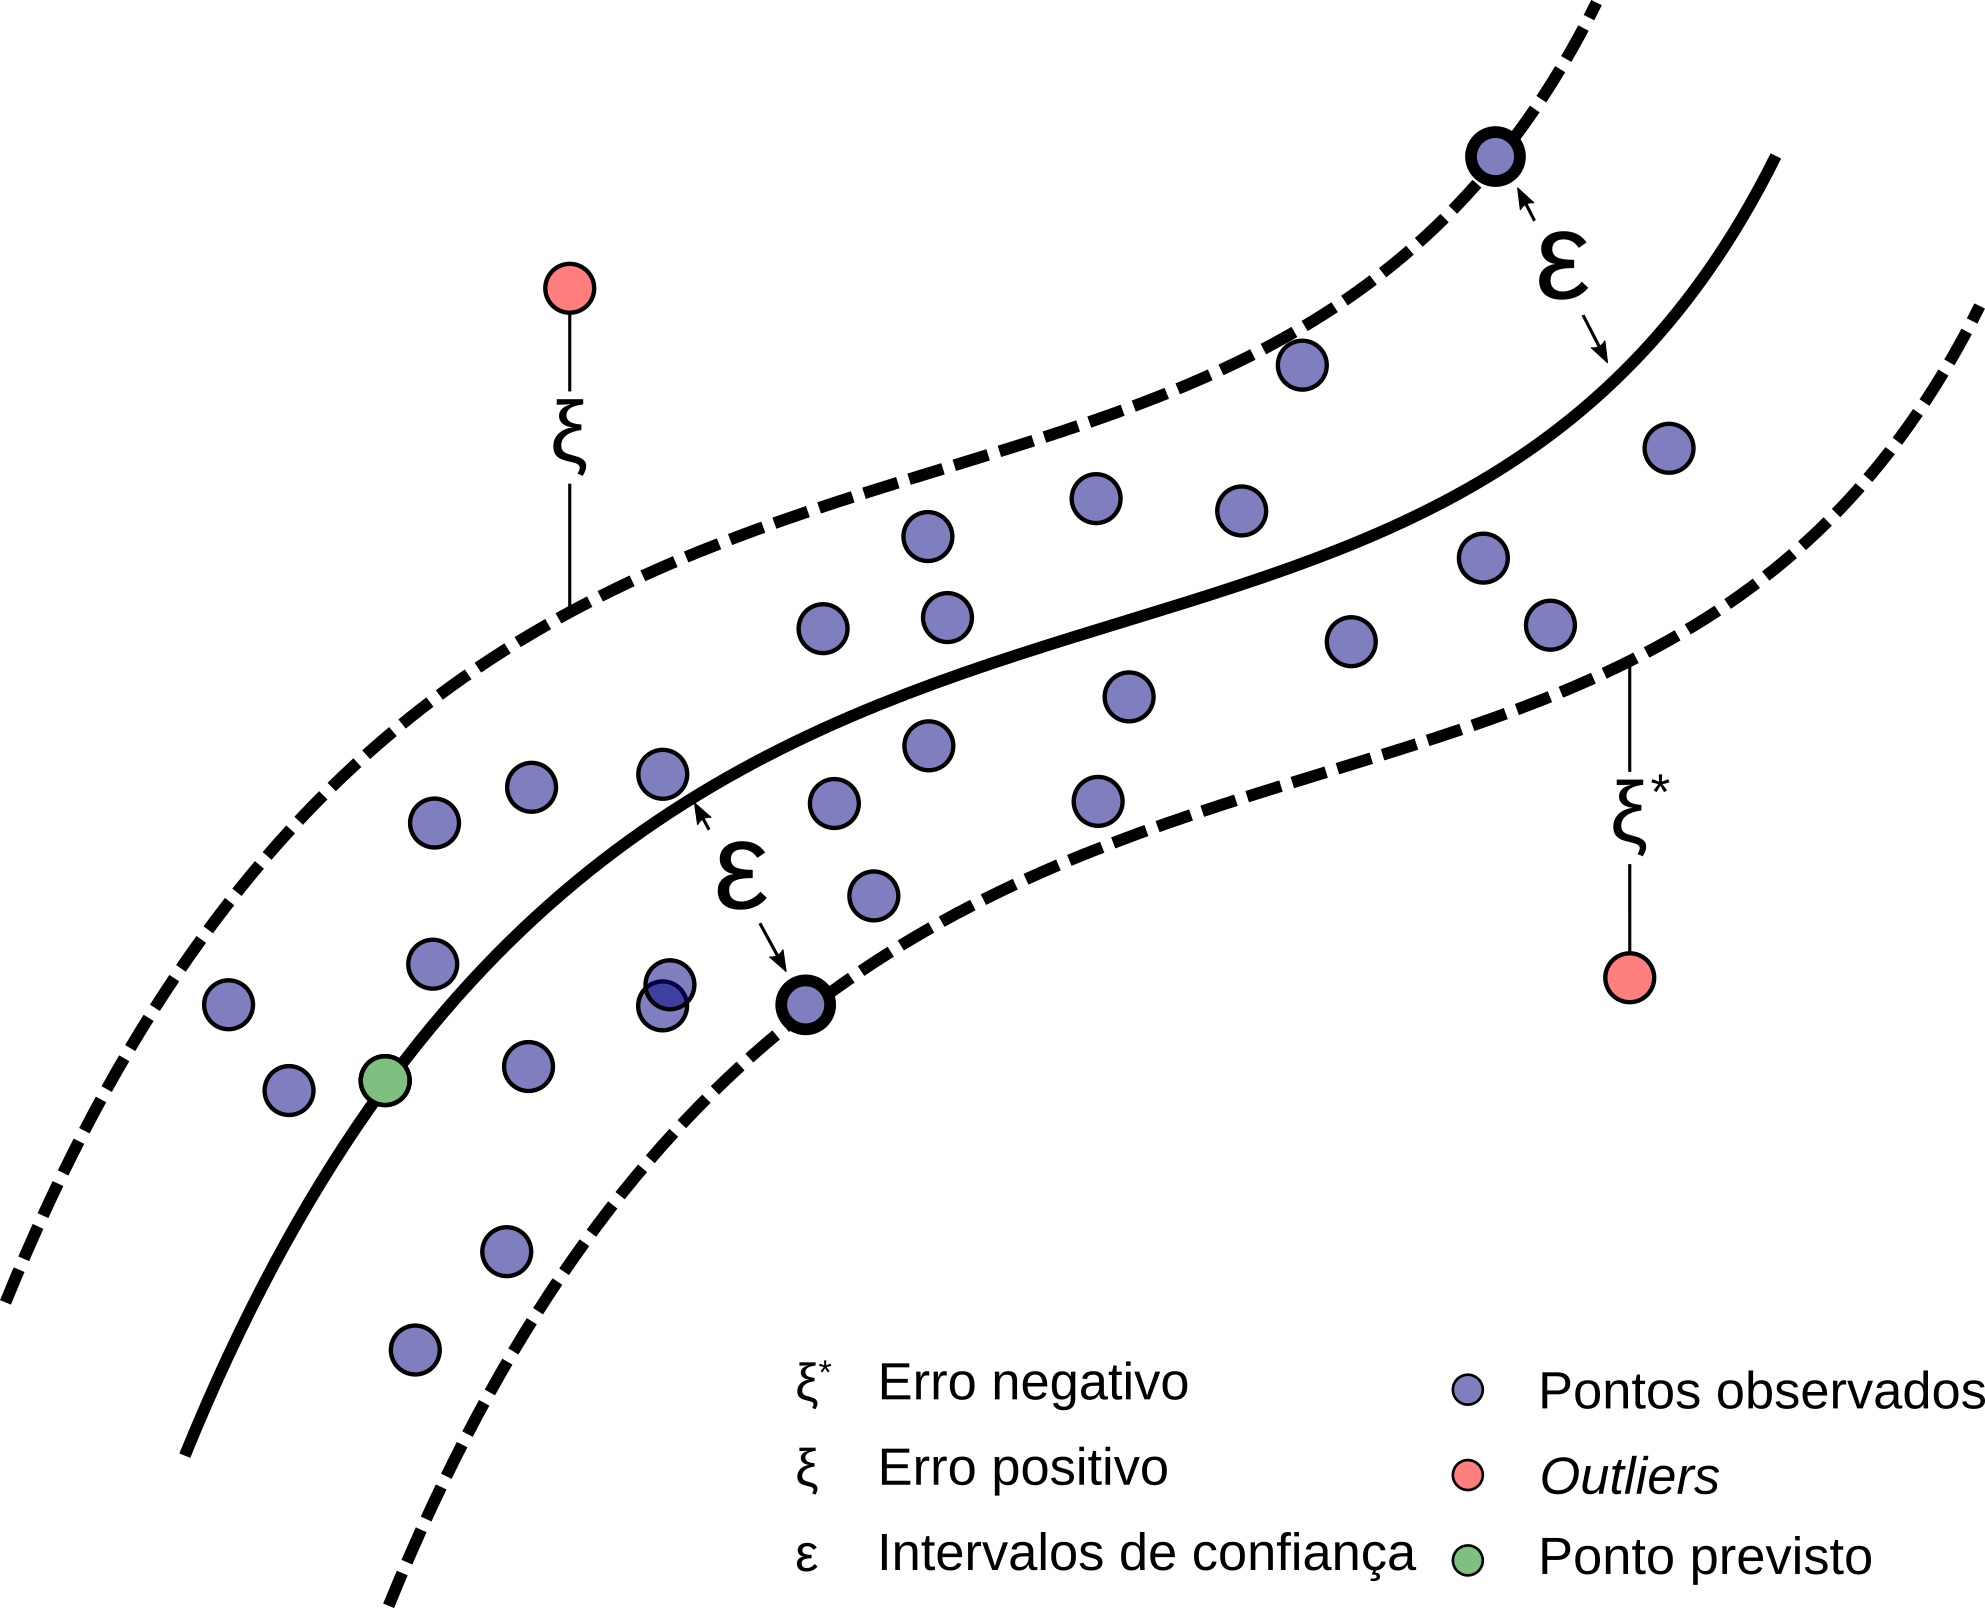 ε
ξ
ξ*
ε
ξ* Erro negativo
ξ Erro positivo
ε Intervalos de confiança
Pontos observados
Outliers
Ponto previsto